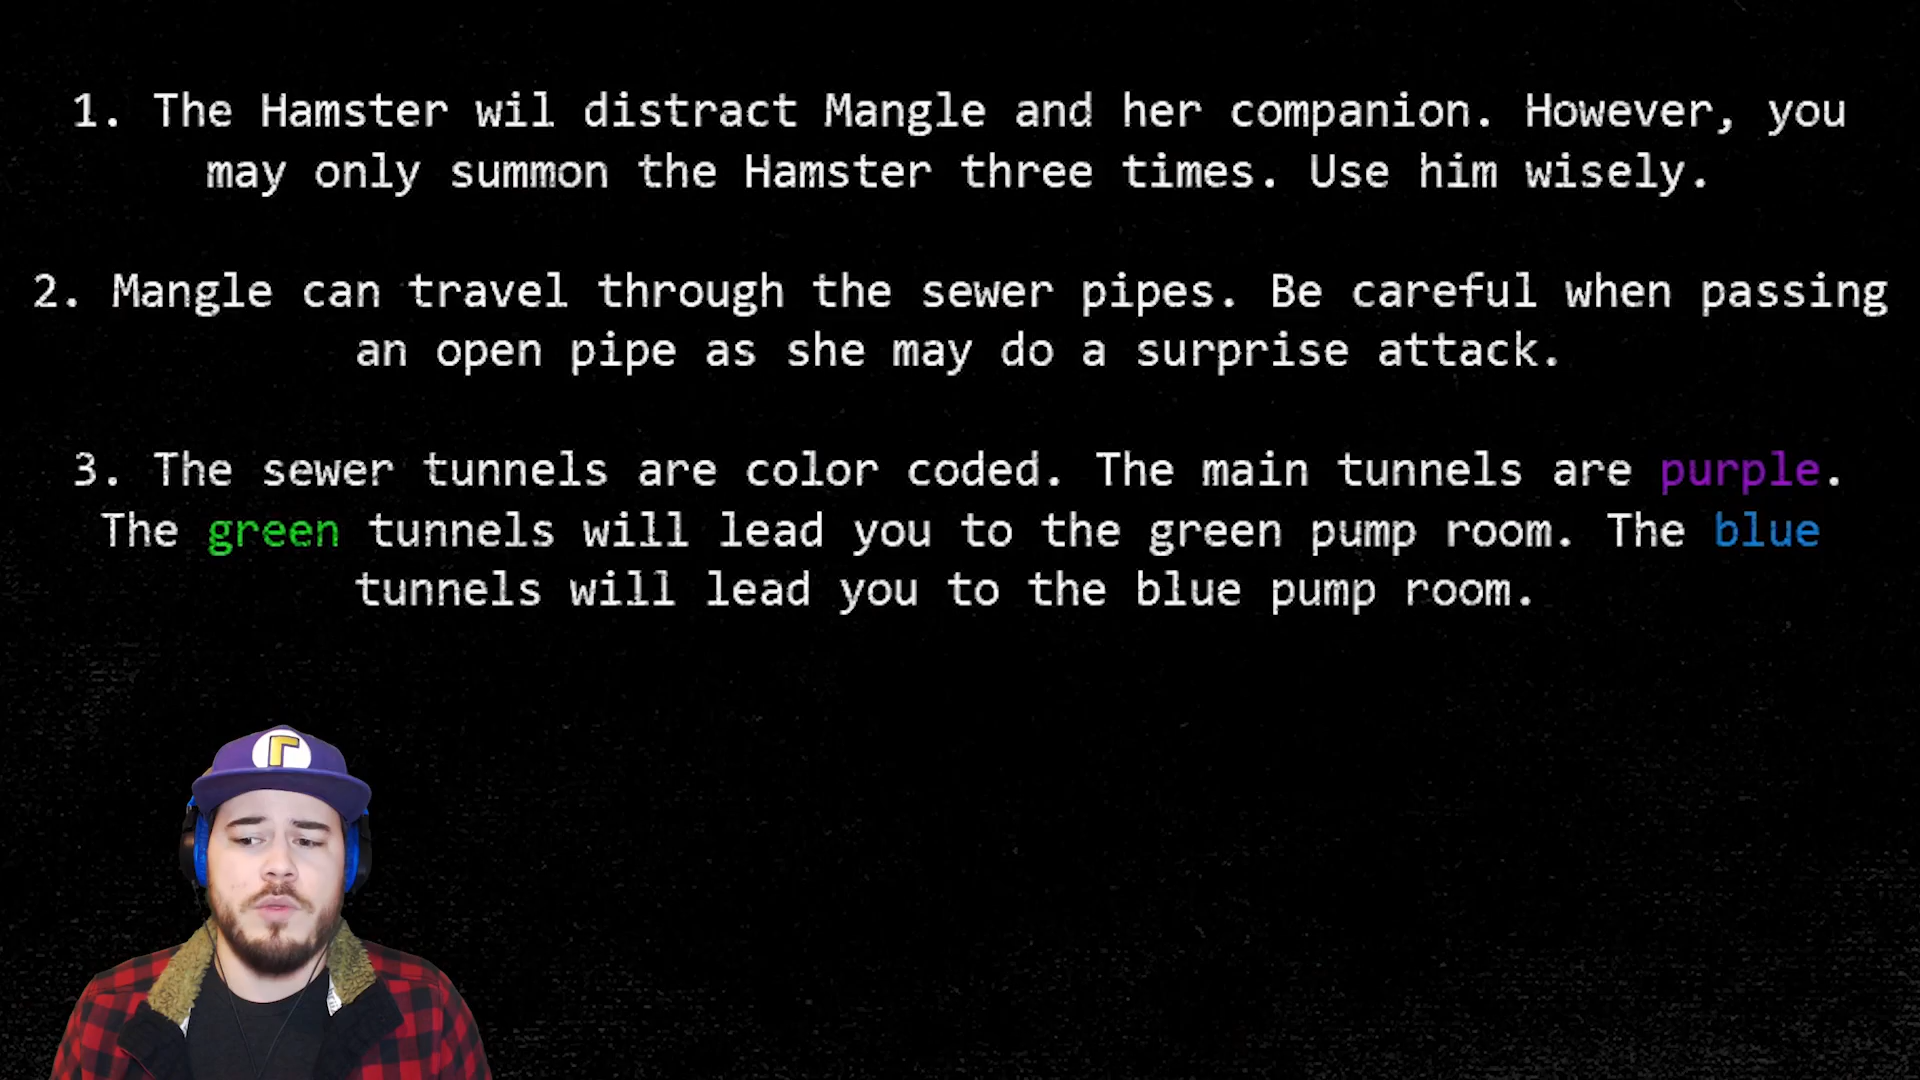 1. The Hamster wil distract Mangle and her companion. However, you
may only summon the Hamster three times. Use him wisely.
2. Mangle can travel through the sewer pipes. Be careful when passing
an open pipe as she may do a surprise attack.
3. The sewer tunnels are color coded. The main tunnels are purple.
The green tunnels will lead you to the green pump room. The blue
tunnels will lead you to the blue pump room.